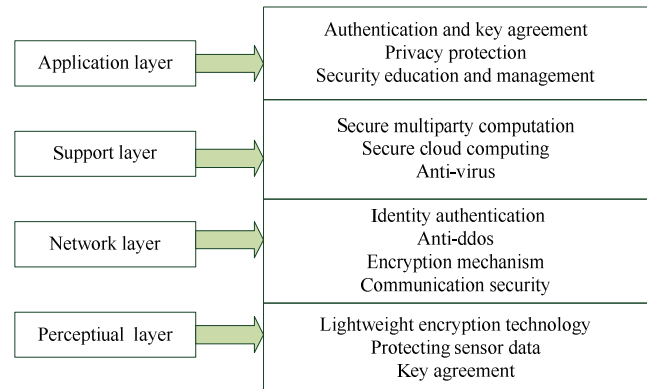 Application layer
Authentication and key agreement
Privacy protection
Security education and management
Support layer
Secure multiparty computation
Secure cloud computing
Anti-virus
Network layer
Identity authentication
Anti-ddos
Encryption mechanism
Communication security
Perceptiual layer
Lightweight encryption technology
Protecting sensor data
Key agreement